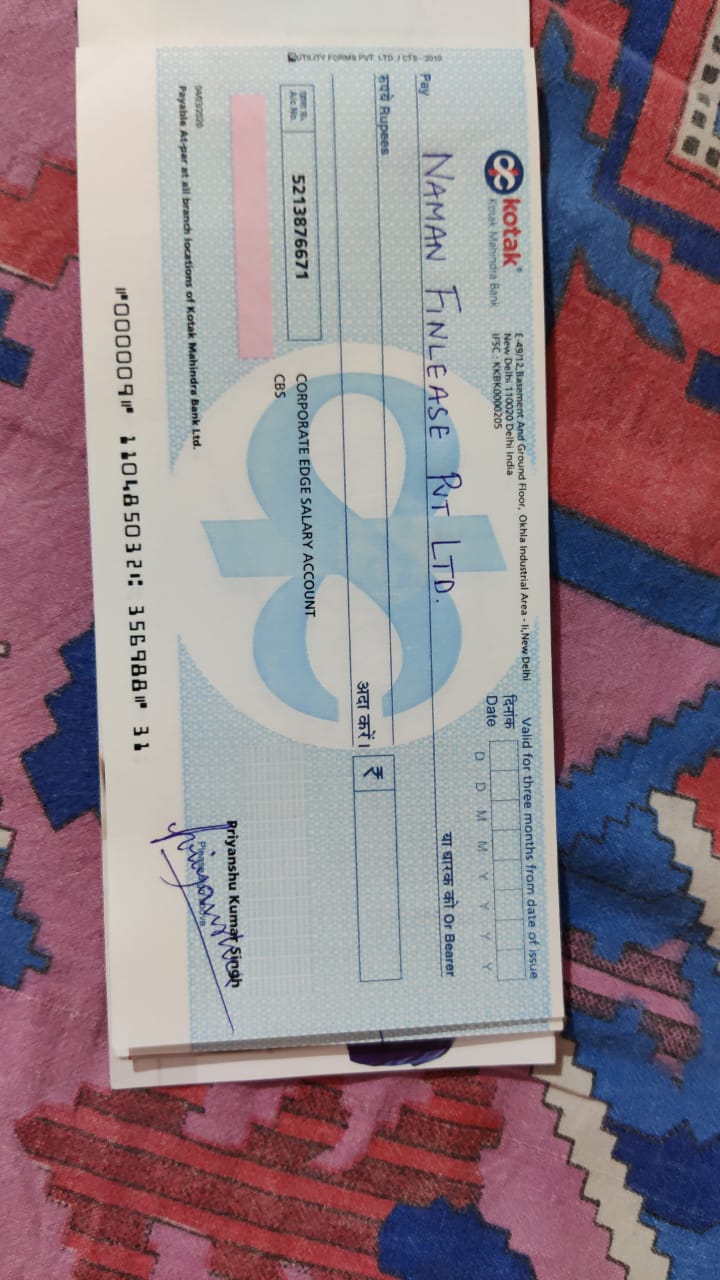 kotak®
Kotak Mahindra Bank
E-49/12,Basement And Ground Floor, Okhla Industrial Area - Ii,New Delhi
New Delhi 110020 Delhi India
IFSC : KKBK0000205
Valid for three months from date of issue
दिनांक
Date
D D M M Y Y Y Y
Pay
NAMAN FINLEASE PVT LTD.
या धारक को Or Bearer
रुपये Rupees
अदा करें।
₹
खाता सं.
A/c No.
5213876671
CORPORATE EDGE SALARY ACCOUNT
CBS
UTILITY FORMS PVT. LTD. / CTS - 2010
Priyanshu Kumar Singh
04/03/2020
Payable At-par at all branch locations of Kotak Mahindra Bank Ltd.
⑈000009⑈ 110485032⑆ 356988⑈ 31